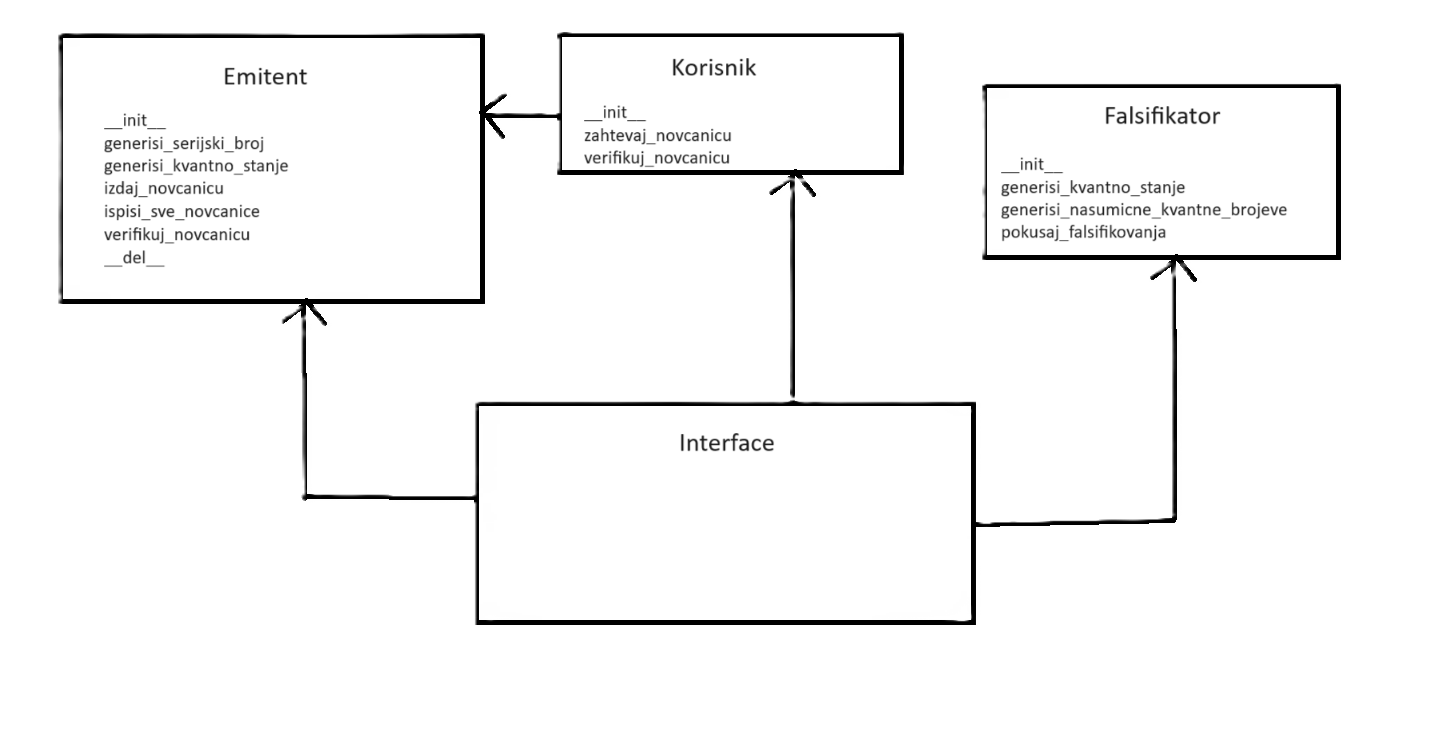 Emitent
__init__
generisi_serijski_broj
generisi_kvantno_stanje
izdaj_novcanicu
ispisi_sve_novcanice
verifikuj_novcanicu
__del__
Korisnik
__init__
zahtevaj_novcanicu
verifikuj_novcanicu
Falsifikator
__init__
generisi_kvantno_stanje
generisi_nasumicne_kvantne_brojeve
pokusaj_falsifikovanja
Interface